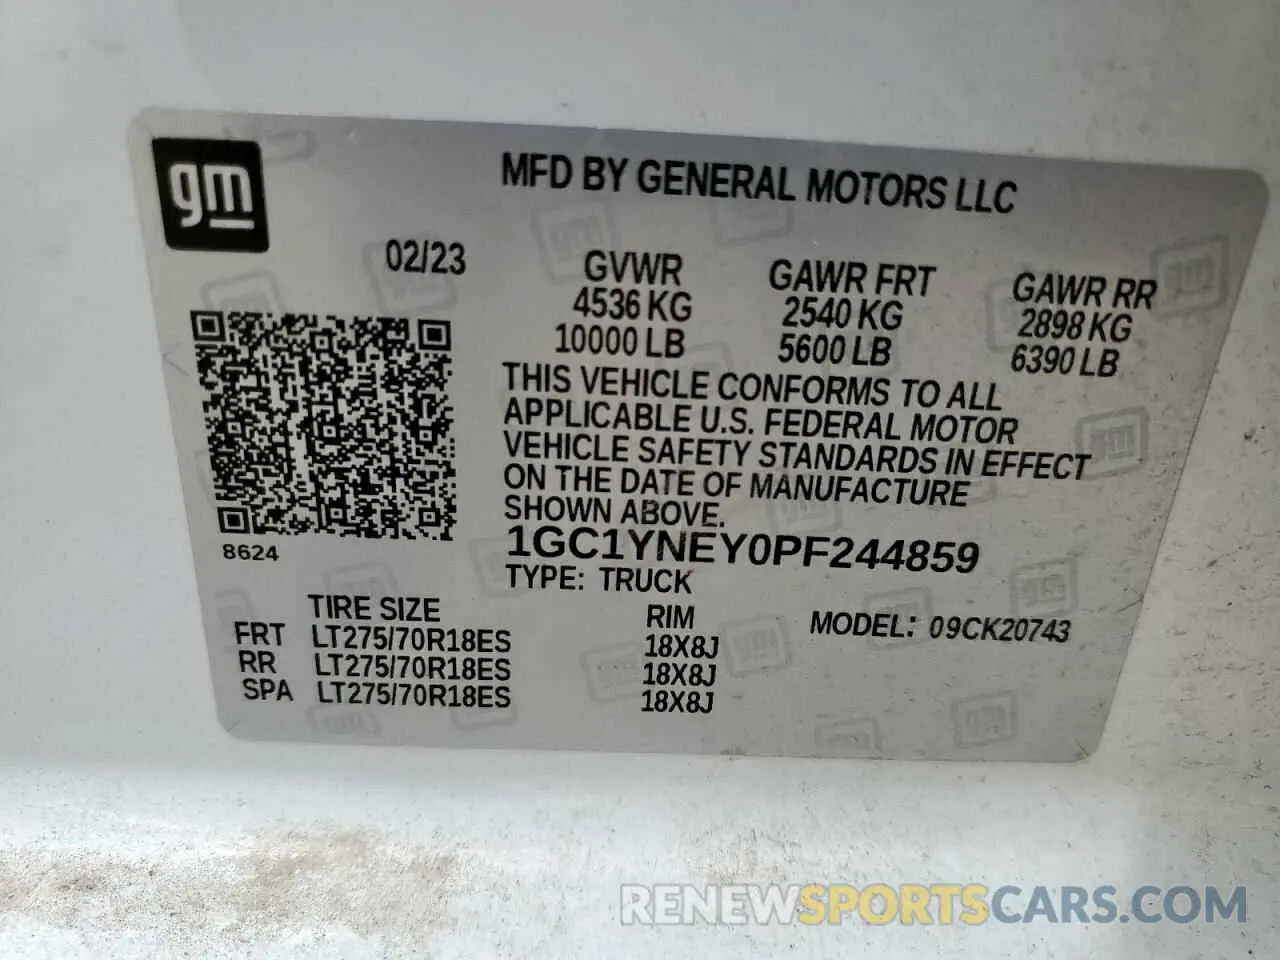 gm
MFD BY GENERAL MOTORS LLC
02/23
GVWR
4536 KG
10000 LB
GAWR FRT
2540 KG
5600 LB
GAWR RR
2898 KG
6390 LB
THIS VEHICLE CONFORMS TO ALL
APPLICABLE U.S. FEDERAL MOTOR
VEHICLE SAFETY STANDARDS IN EFFECT
ON THE DATE OF MANUFACTURE
SHOWN ABOVE.
8624
1GC1YNEY0PF244859
TYPE: TRUCK
TIRE SIZE RIM
MODEL: 09CK20743
FRT LT275/70R18ES 18X8J
RR LT275/70R18ES 18X8J
SPA LT275/70R18ES 18X8J
RENEWSPORTSCARS.COM